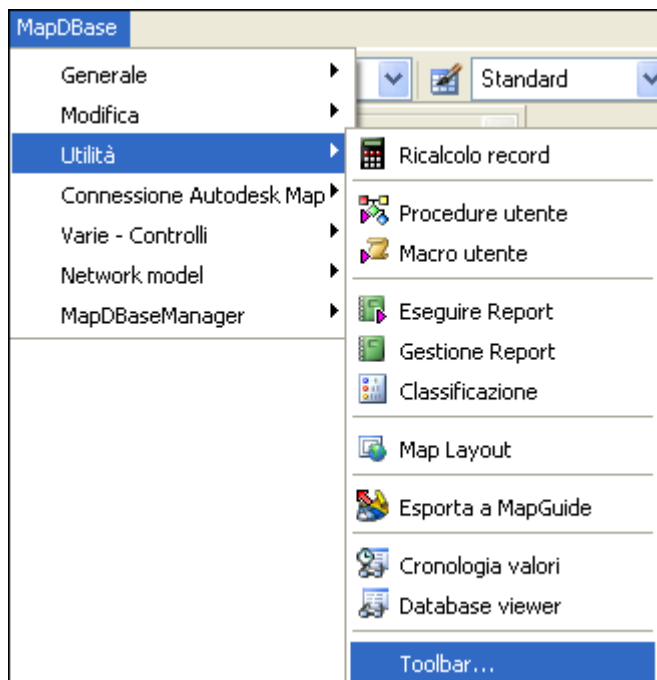 MapDBase
Generale
Standard
Modifica
Utilità
Ricalcolo record
Connessione Autodesk Map
Procedure utente
Varie - Controlli
Macro utente
Network model
MapDBaseManager
Eseguire Report
Gestione Report
Classificazione
Map Layout
Esporta a MapGuide
Cronologia valori
Database viewer
Toolbar...